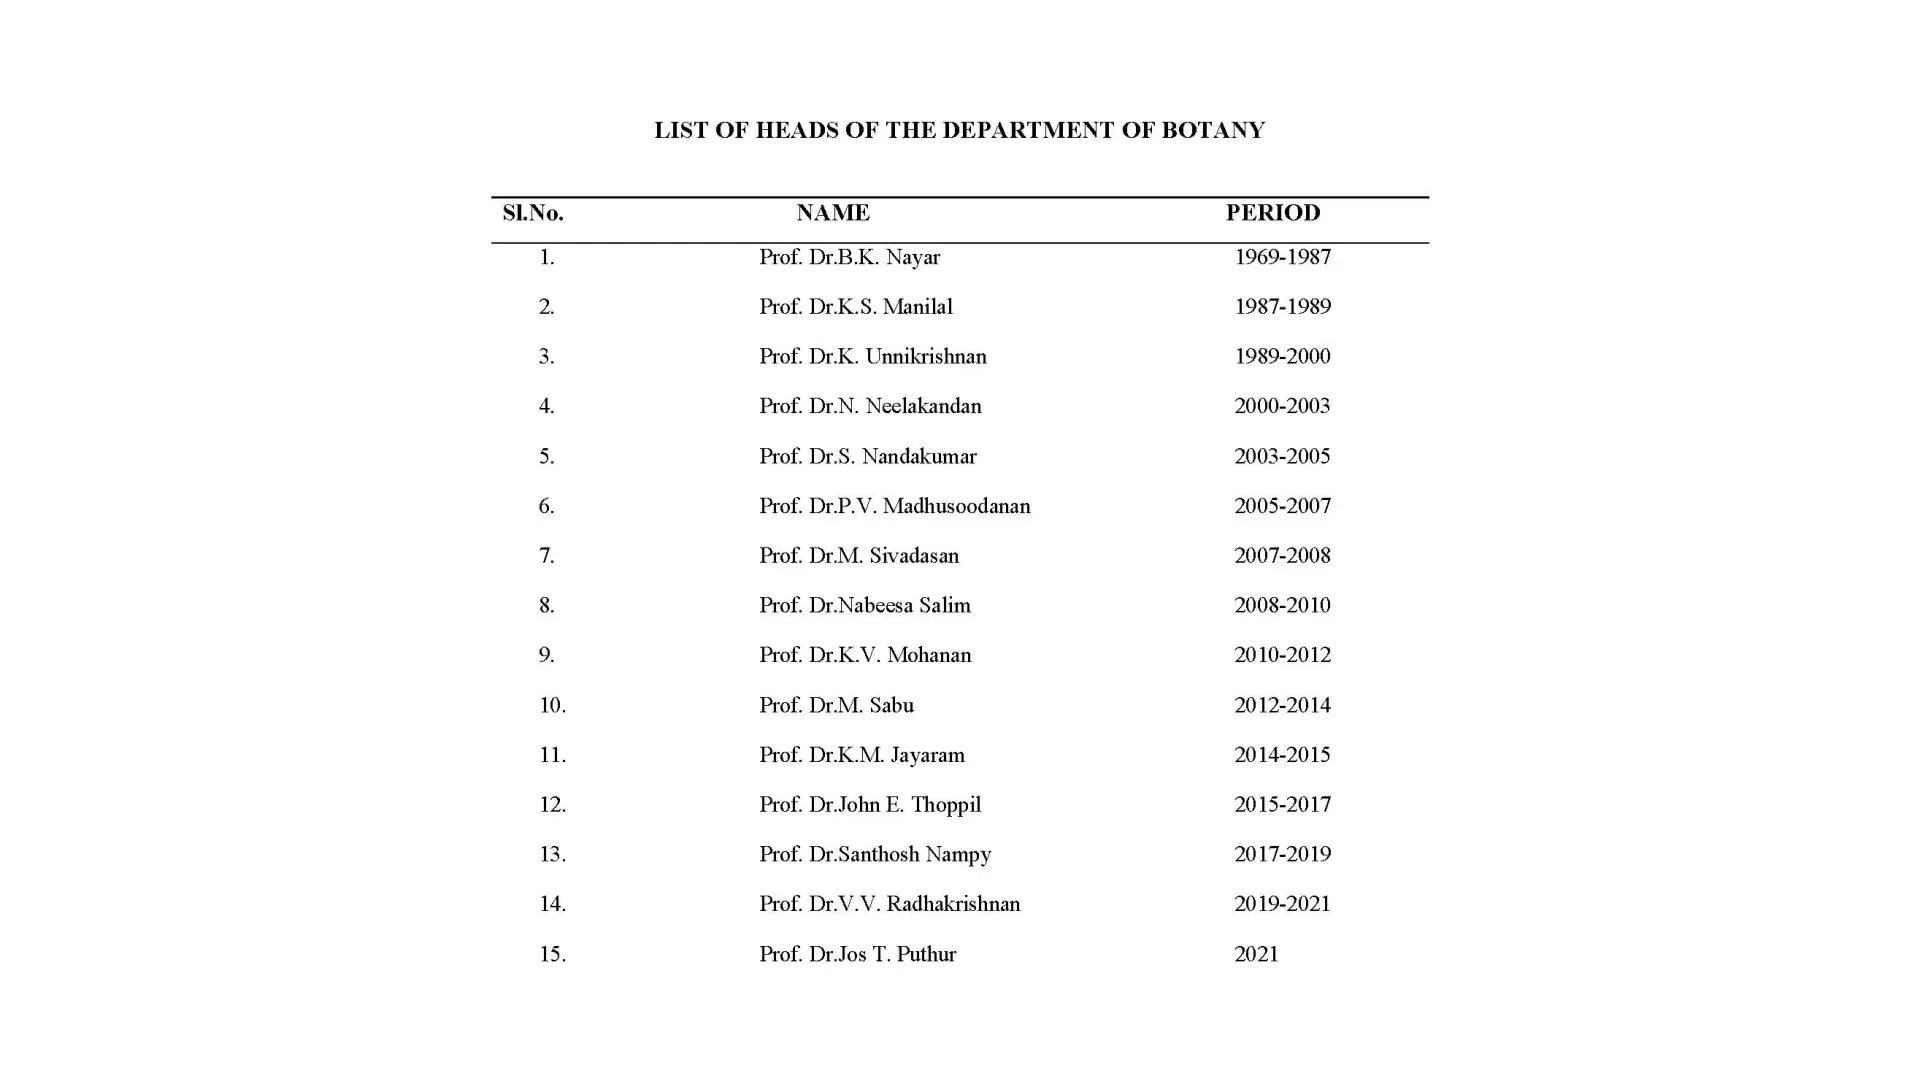 LIST OF HEADS OF THE DEPARTMENT OF BOTANY
Sl.No. NAME PERIOD
1. Prof. Dr.B.K. Nayar 1969-1987
2. Prof. Dr.K.S. Manilal 1987-1989
3. Prof. Dr.K. Unnikrishnan 1989-2000
4. Prof. Dr.N. Neelakandan 2000-2003
5. Prof. Dr.S. Nandakumar 2003-2005
6. Prof. Dr.P.V. Madhusoodanan 2005-2007
7. Prof. Dr.M. Sivadasan 2007-2008
8. Prof. Dr.Nabeesa Salim 2008-2010
9. Prof. Dr.K.V. Mohanan 2010-2012
10. Prof. Dr.M. Sabu 2012-2014
11. Prof. Dr.K.M. Jayaram 2014-2015
12. Prof. Dr.John E. Thoppil 2015-2017
13. Prof. Dr.Santhosh Nampy 2017-2019
14. Prof. Dr.V.V. Radhakrishnan 2019-2021
15. Prof. Dr.Jos T. Puthur 2021